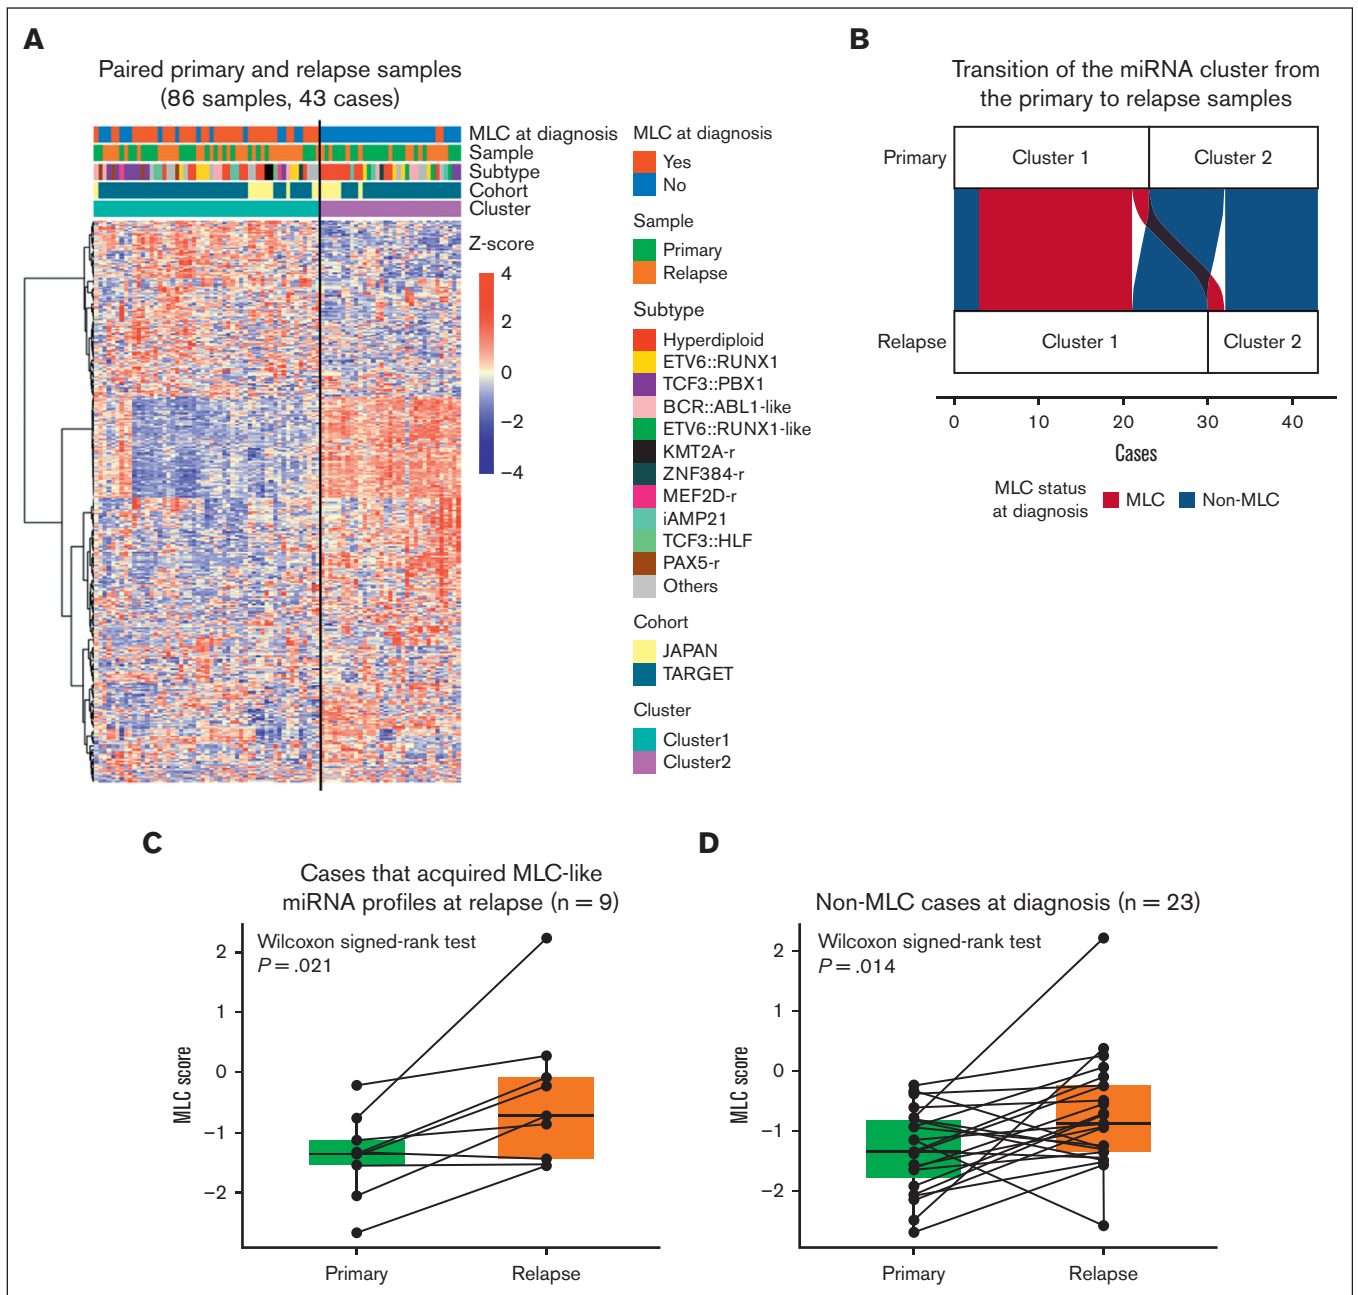 A
Paired primary and relapse samples
(86 samples, 43 cases)
MLC at diagnosis
Sample
Subtype
Cohort
Cluster
Z-score
4
2
0
−2
−4
MLC at diagnosis
Yes
No
Sample
Primary
Relapse
Subtype
Hyperdiploid
ETV6::RUNX1
TCF3::PBX1
BCR::ABL1-like
ETV6::RUNX1-like
KMT2A-r
ZNF384-r
MEF2D-r
iAMP21
TCF3::HLF
PAX5-r
Others
Cohort
JAPAN
TARGET
Cluster
Cluster1
Cluster2
B
Transition of the miRNA cluster from
the primary to relapse samples
Primary
Cluster 1
Cluster 2
Relapse
Cluster 1
Cluster 2
0
10
20
30
40
Cases
MLC status
at diagnosis
MLC
Non-MLC
C
Cases that acquired MLC-like
miRNA profiles at relapse (n = 9)
Wilcoxon signed-rank test
P = .021
MLC score
2
1
0
−1
−2
Primary
Relapse
D
Non-MLC cases at diagnosis (n = 23)
Wilcoxon signed-rank test
P = .014
MLC score
2
1
0
−1
−2
Primary
Relapse